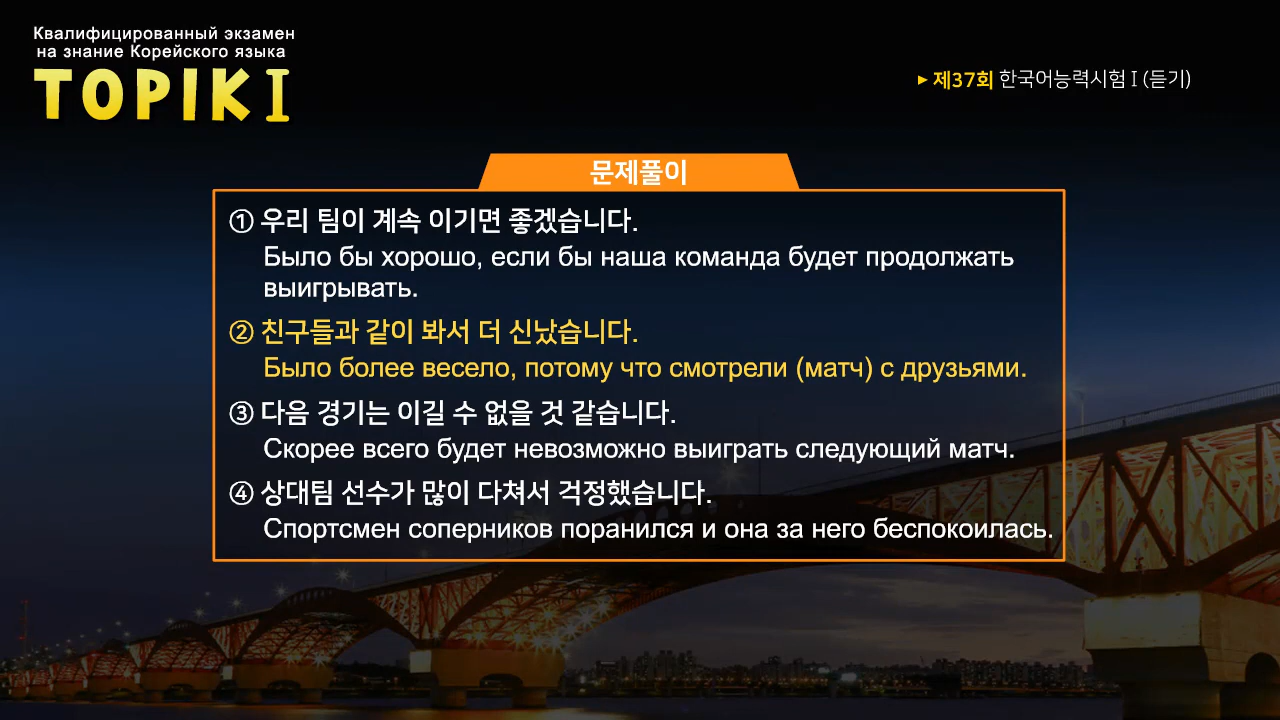 Квалифицированный экзамен
на знание Корейского языка
TOPIK I
▶ 제37회 한국어능력시험 I (듣기)
문제풀이
① 우리 팀이 계속 이기면 좋겠습니다.
Было бы хорошо, если бы наша команда будет продолжать
выигрывать.
② 친구들과 같이 봐서 더 신났습니다.
Было более весело, потому что смотрели (матч) с друзьями.
③ 다음 경기는 이길 수 없을 것 같습니다.
Скорее всего будет невозможно выиграть следующий матч.
④ 상대팀 선수가 많이 다쳐서 걱정했습니다.
Спортсмен соперников поранился и она за него беспокоилась.